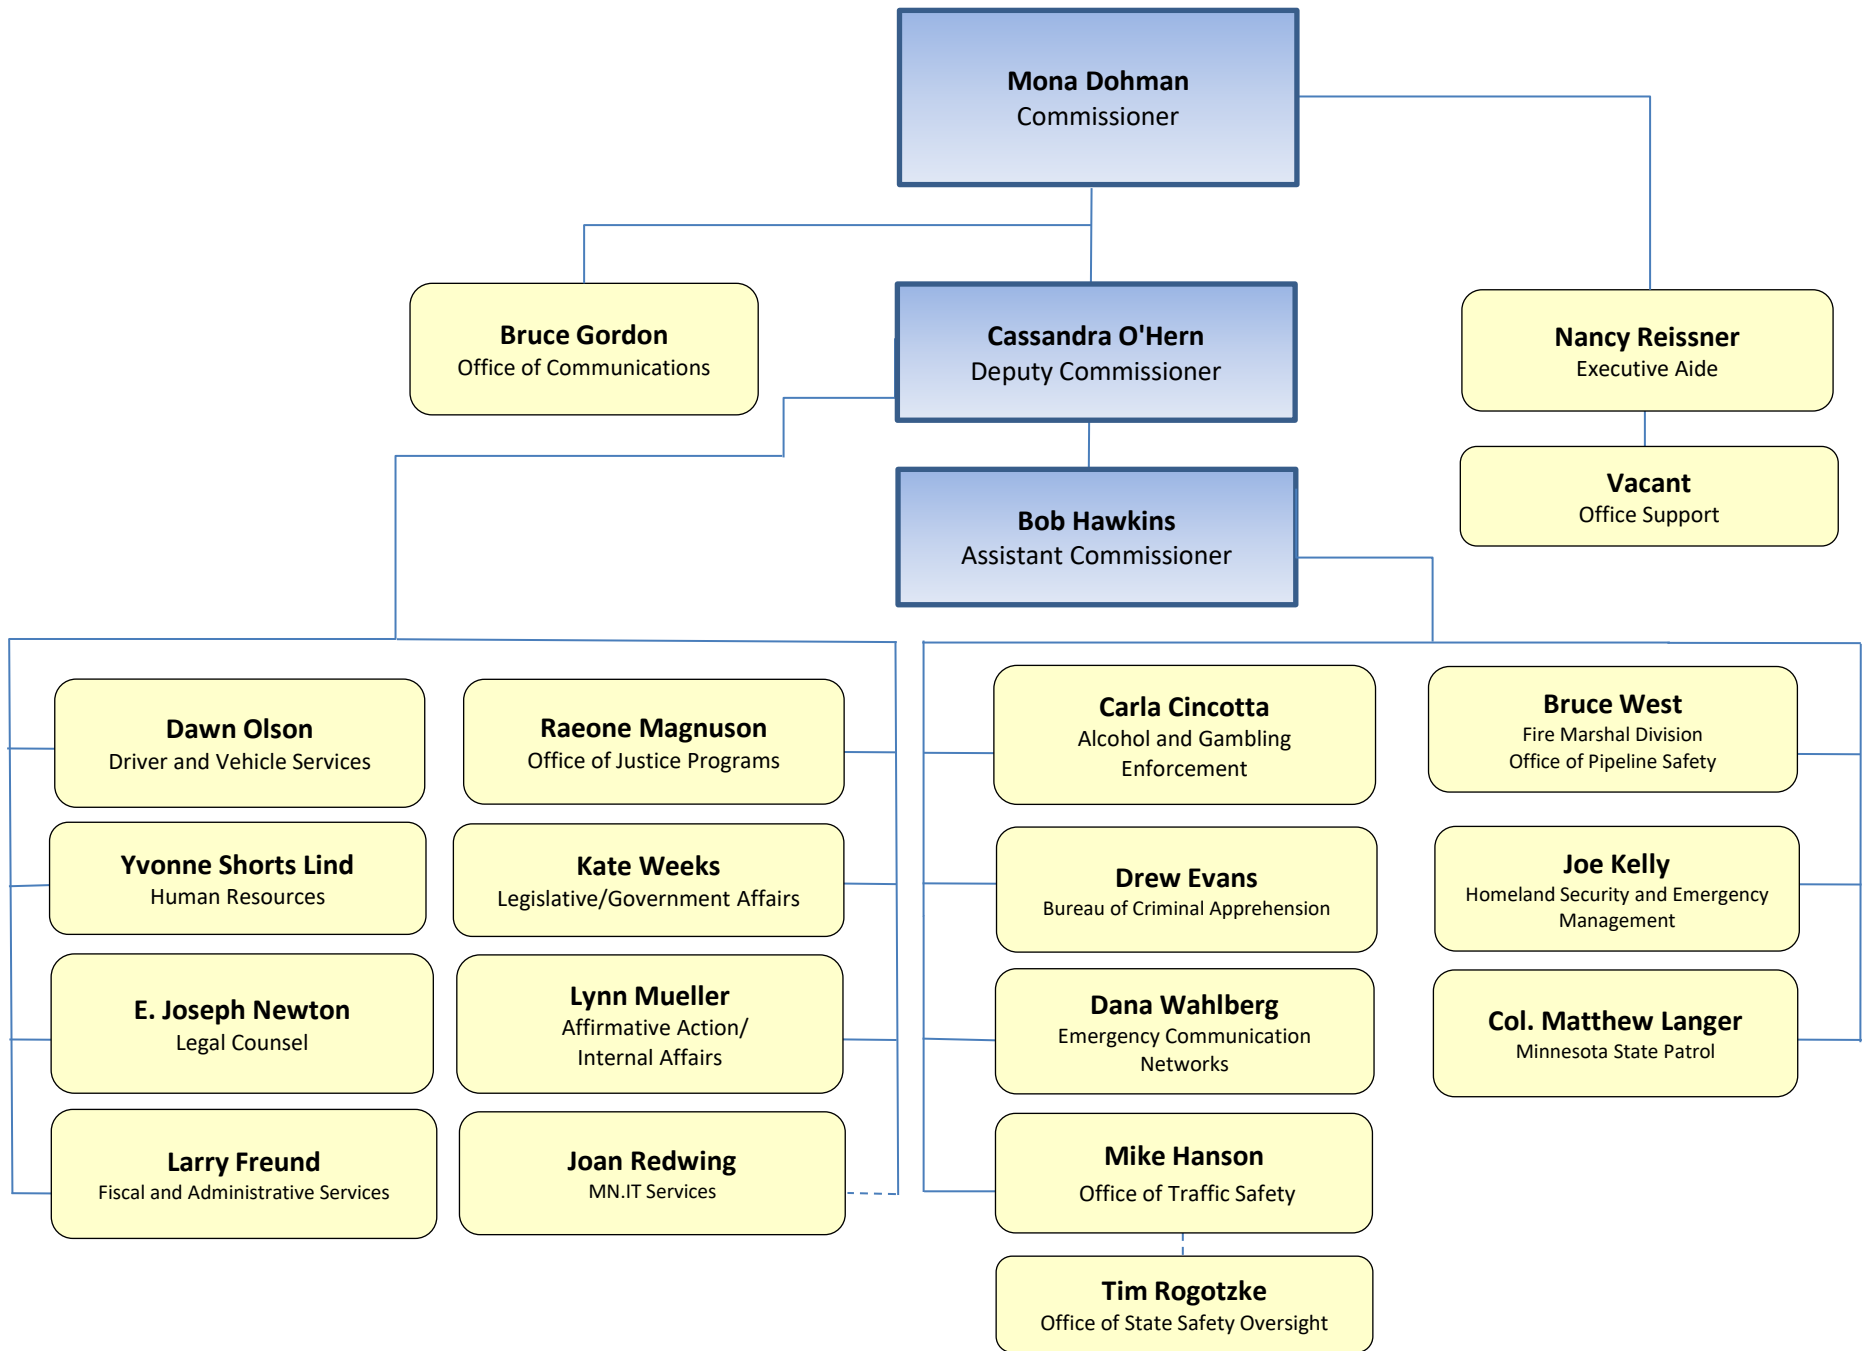 Mona Dohman
Commissioner
Bruce Gordon
Office of Communications
Cassandra O'Hern
Deputy Commissioner
Nancy Reissner
Executive Aide
Vacant
Office Support
Bob Hawkins
Assistant Commissioner
Dawn Olson
Driver and Vehicle Services
Raeone Magnuson
Office of Justice Programs
Carla Cincotta
Alcohol and Gambling
Enforcement
Bruce West
Fire Marshal Division
Office of Pipeline Safety
Yvonne Shorts Lind
Human Resources
Kate Weeks
Legislative/Government Affairs
Drew Evans
Bureau of Criminal Apprehension
Joe Kelly
Homeland Security and Emergency
Management
E. Joseph Newton
Legal Counsel
Lynn Mueller
Affirmative Action/
Internal Affairs
Dana Wahlberg
Emergency Communication
Networks
Col. Matthew Langer
Minnesota State Patrol
Larry Freund
Fiscal and Administrative Services
Joan Redwing
MN.IT Services
Mike Hanson
Office of Traffic Safety
Tim Rogotzke
Office of State Safety Oversight